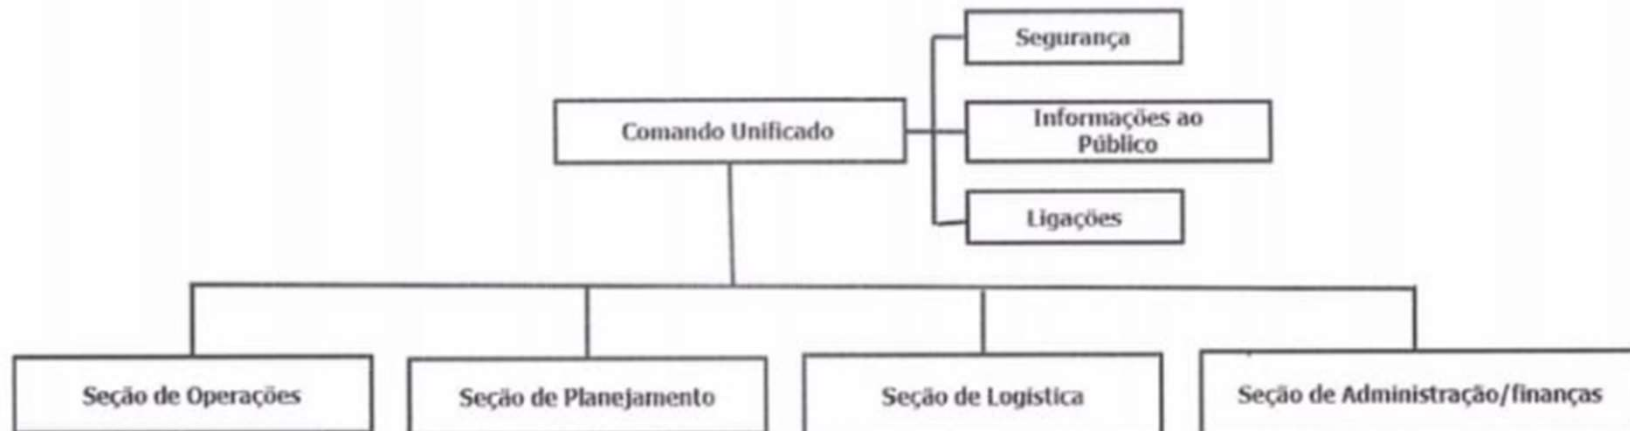 Segurança
Comando Unificado
Informações ao
Público
Ligações
Seção de Operações
Seção de Planejamento
Seção de Logística
Seção de Administração/finanças